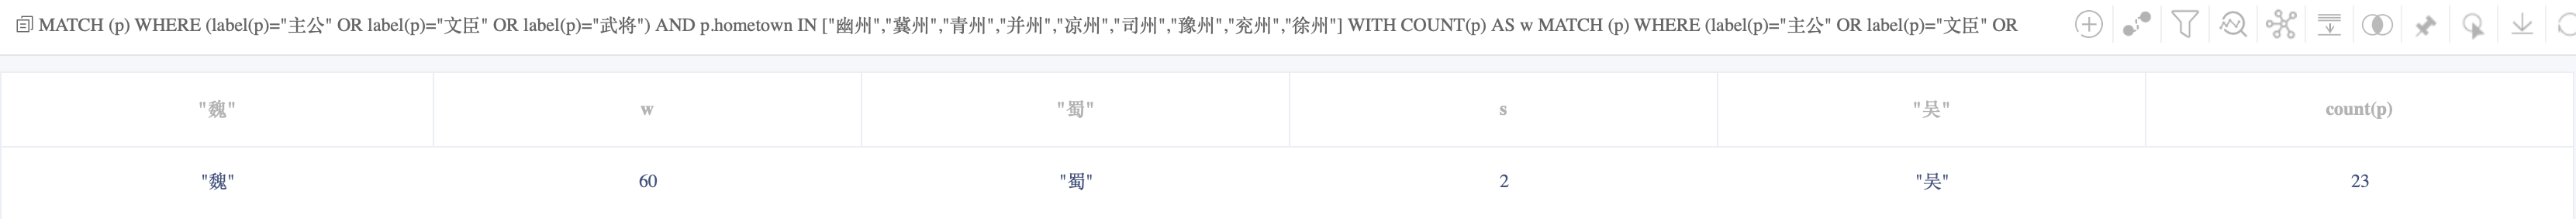 MATCH (p) WHERE (label(p)="主公" OR label(p)="文臣" OR label(p)="武将") AND p.hometown IN ["幽州","冀州","青州","并州","凉州","司州","豫州","兖州","徐州"] WITH COUNT(p) AS w MATCH (p) WHERE (label(p)="主公" OR label(p)="文臣" OR
"魏" w "蜀" s "吴" count(p)
"魏" 60 "蜀" 2 "吴" 23